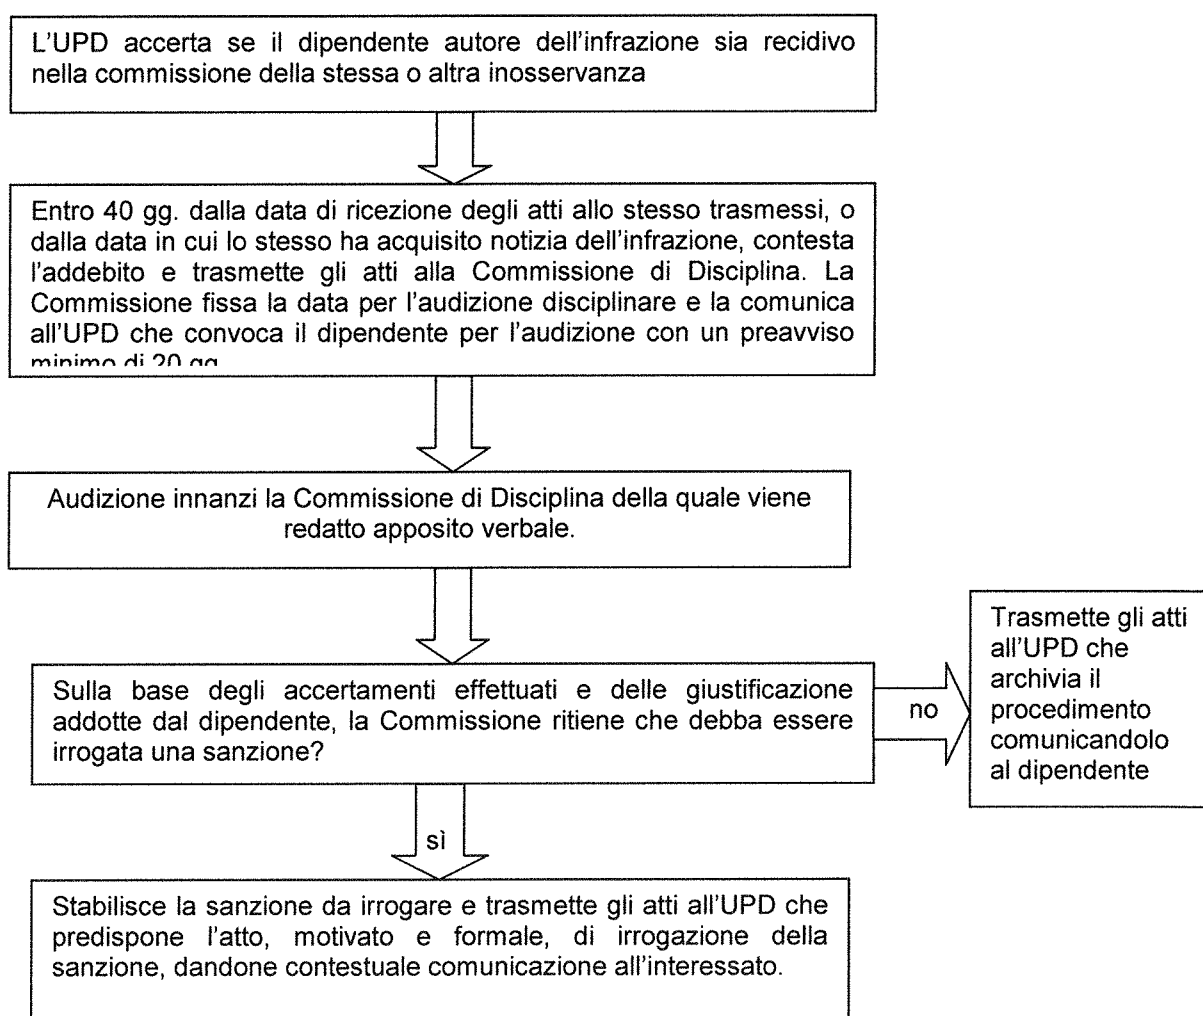 L'UPD accerta se il dipendente autore dell'infrazione sia recidivo
nella commissione della stessa o altra inosservanza
Entro 40 gg. dalla data di ricezione degli atti allo stesso trasmessi, o
dalla data in cui lo stesso ha acquisito notizia dell'infrazione, contesta
l'addebito e trasmette gli atti alla Commissione di Disciplina. La
Commissione fissa la data per l'audizione disciplinare e la comunica
all'UPD che convoca il dipendente per l'audizione con un preavviso
minimo di 20 gg
Audizione innanzi la Commissione di Disciplina della quale viene
redatto apposito verbale.
Sulla base degli accertamenti effettuati e delle giustificazione
addotte dal dipendente, la Commissione ritiene che debba essere
irrogata una sanzione?
no
Trasmette gli atti
all'UPD che
archivia il
procedimento
comunicandolo
al dipendente
sì
Stabilisce la sanzione da irrogare e trasmette gli atti all'UPD che
predispone l'atto, motivato e formale, di irrogazione della
sanzione, dandone contestuale comunicazione all'interessato.